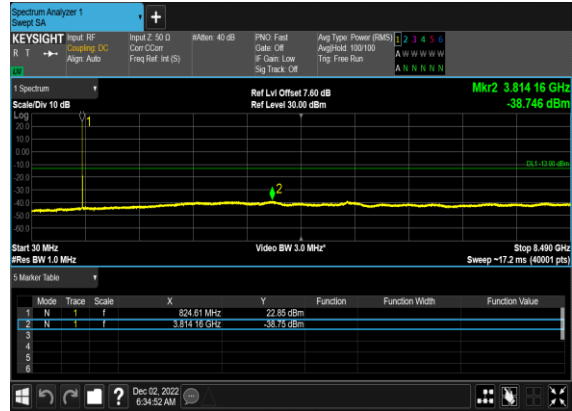 Spectrum Analyzer 1
Swept SA
+
KEYSIGHT Input: RF Input Z: 50 Ω #Atten: 40 dB PNO: Fast Avg Type: Power (RMS) 1 2 3 4 5 6
R T Coupling: DC Corr CCorr Gate: Off Avg|Hold: 100/100 A W W W W W
Align: Auto Freq Ref: Int (S) IF Gain: Low Trig: Free Run
Sig Track: Off A N N N N N
1 Spectrum Ref Lvl Offset 7.60 dB Mkr2 3.814 16 GHz
Scale/Div 10 dB Ref Level 30.00 dBm -38.746 dBm
Log
1
20.0
10.0
0.00
-10.0 DL1 -13.00 dBm
-20.0
-30.0 2
-40.0
-50.0
-60.0
Start 30 MHz Video BW 3.0 MHz* Stop 8.490 GHz
#Res BW 1.0 MHz Sweep ~17.2 ms (40001 pts)
5 Marker Table
Mode Trace Scale X Y Function Function Width Function Value
1 N 1 f 824.61 MHz 22.85 dBm
2 N 1 f 3.814 16 GHz -38.75 dBm
3
4
5
6
? Dec 02, 2022
6:34:52 AM